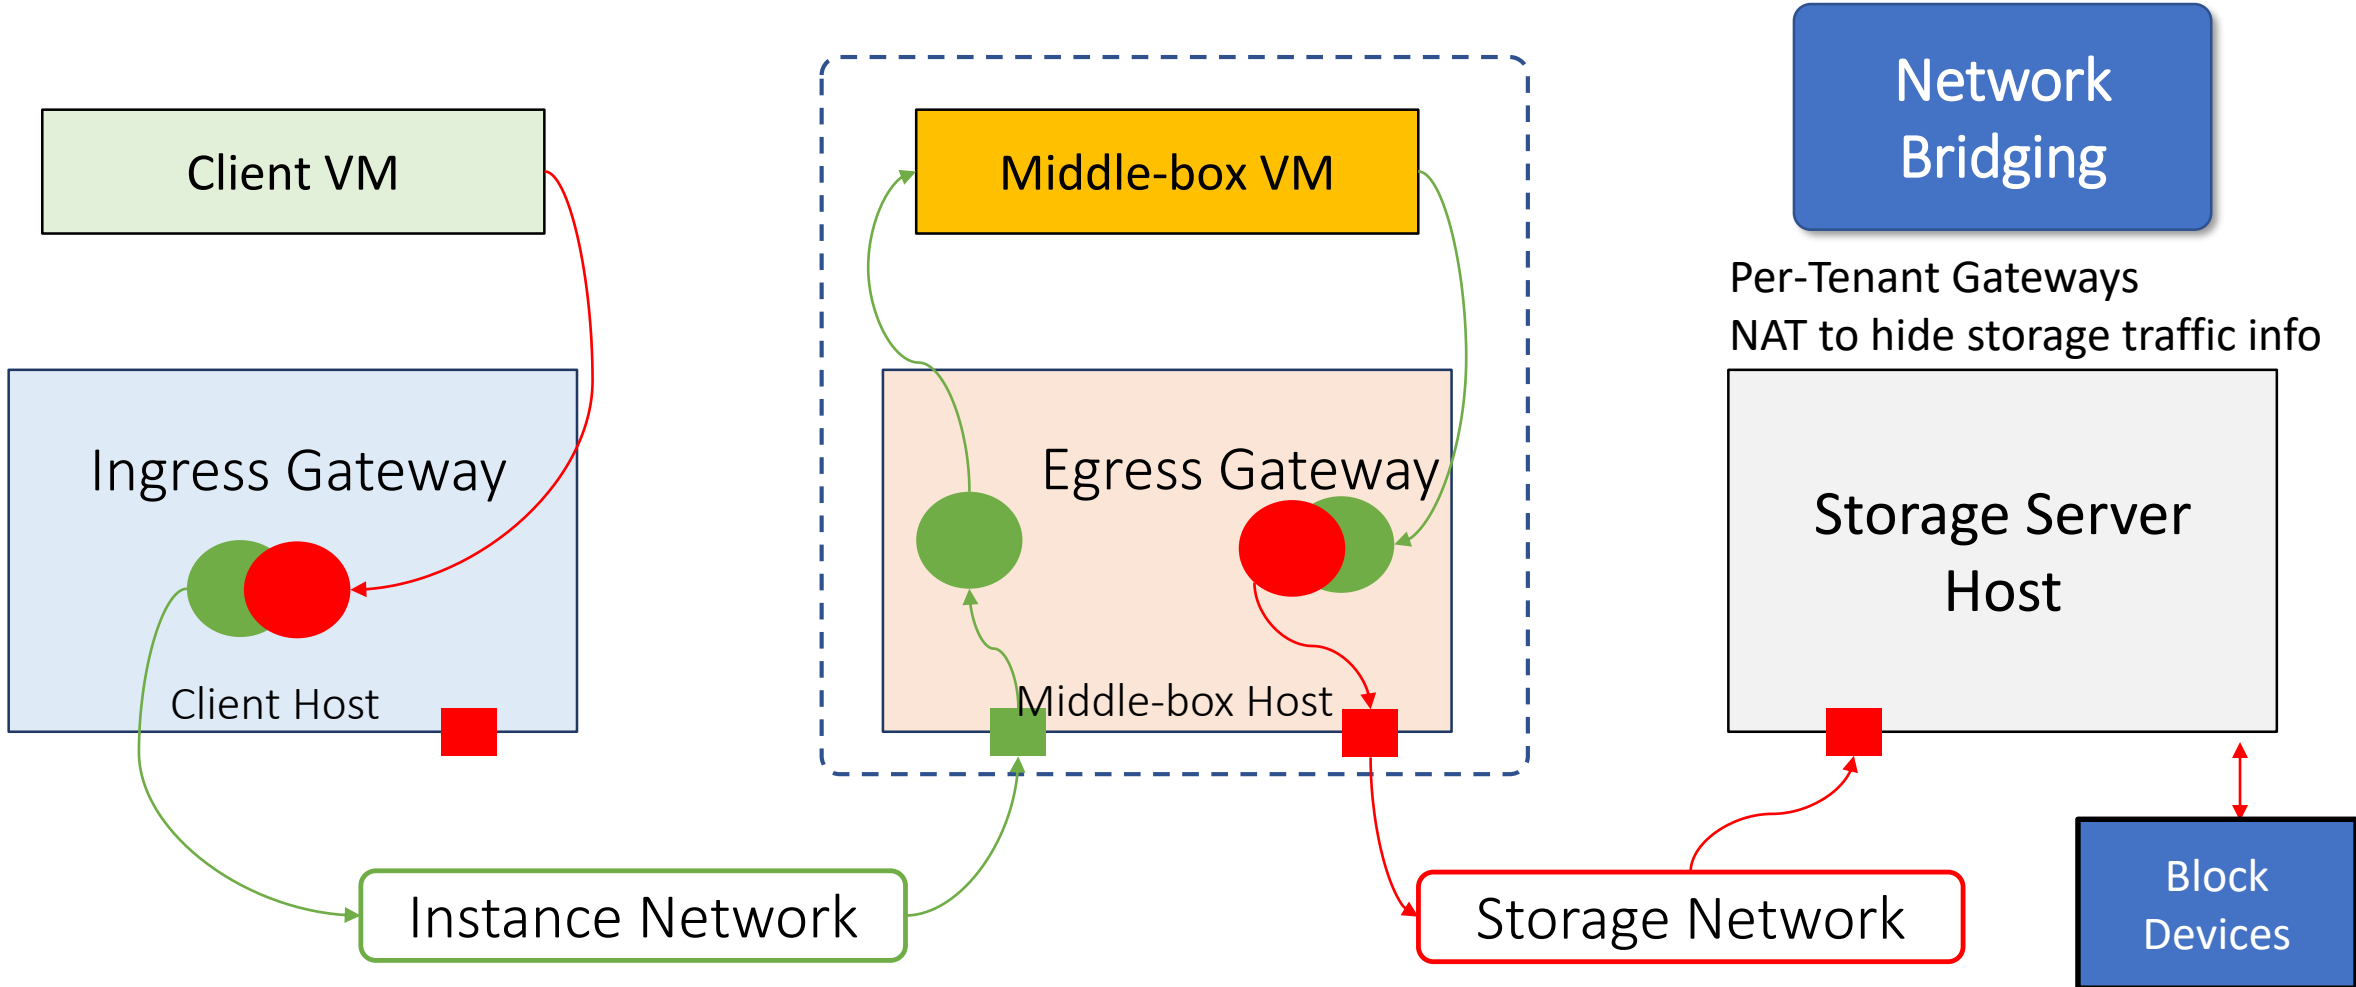 Network
Bridging
Client VM
Middle-box VM
Per-Tenant Gateways
NAT to hide storage traffic info
Ingress Gateway
Egress Gateway
Storage Server
Host
Client Host
Middle-box Host
Instance Network
Storage Network
Block
Devices